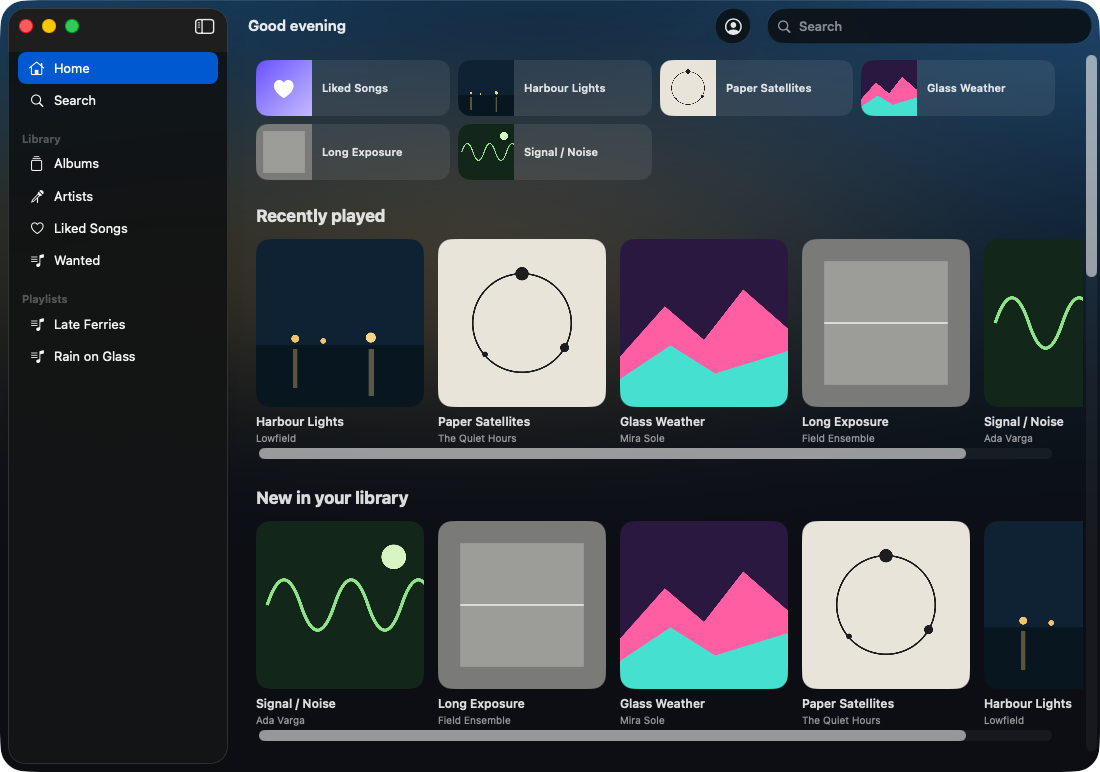 Good evening
Search
Home
Search
Library
Albums
Artists
Liked Songs
Wanted
Playlists
Late Ferries
Rain on Glass
Liked Songs
Harbour Lights
Paper Satellites
Glass Weather
Long Exposure
Signal / Noise
Recently played
Harbour Lights
Lowfield
Paper Satellites
The Quiet Hours
Glass Weather
Mira Sole
Long Exposure
Field Ensemble
Signal / Noise
Ada Varga
New in your library
Signal / Noise
Ada Varga
Long Exposure
Field Ensemble
Glass Weather
Mira Sole
Paper Satellites
The Quiet Hours
Harbour Lights
Lowfield